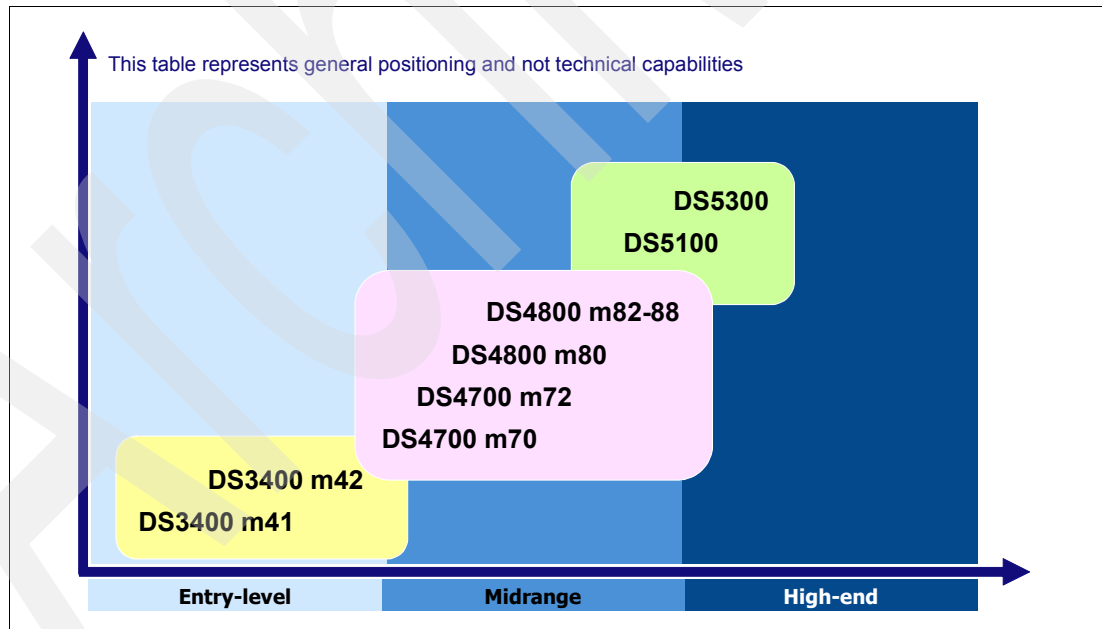 This table represents general positioning and not technical capabilities
DS5300
DS5100
DS4800 m82-88
DS4800 m80
DS4700 m72
DS4700 m70
DS3400 m42
DS3400 m41
Entry-level
Midrange
High-end